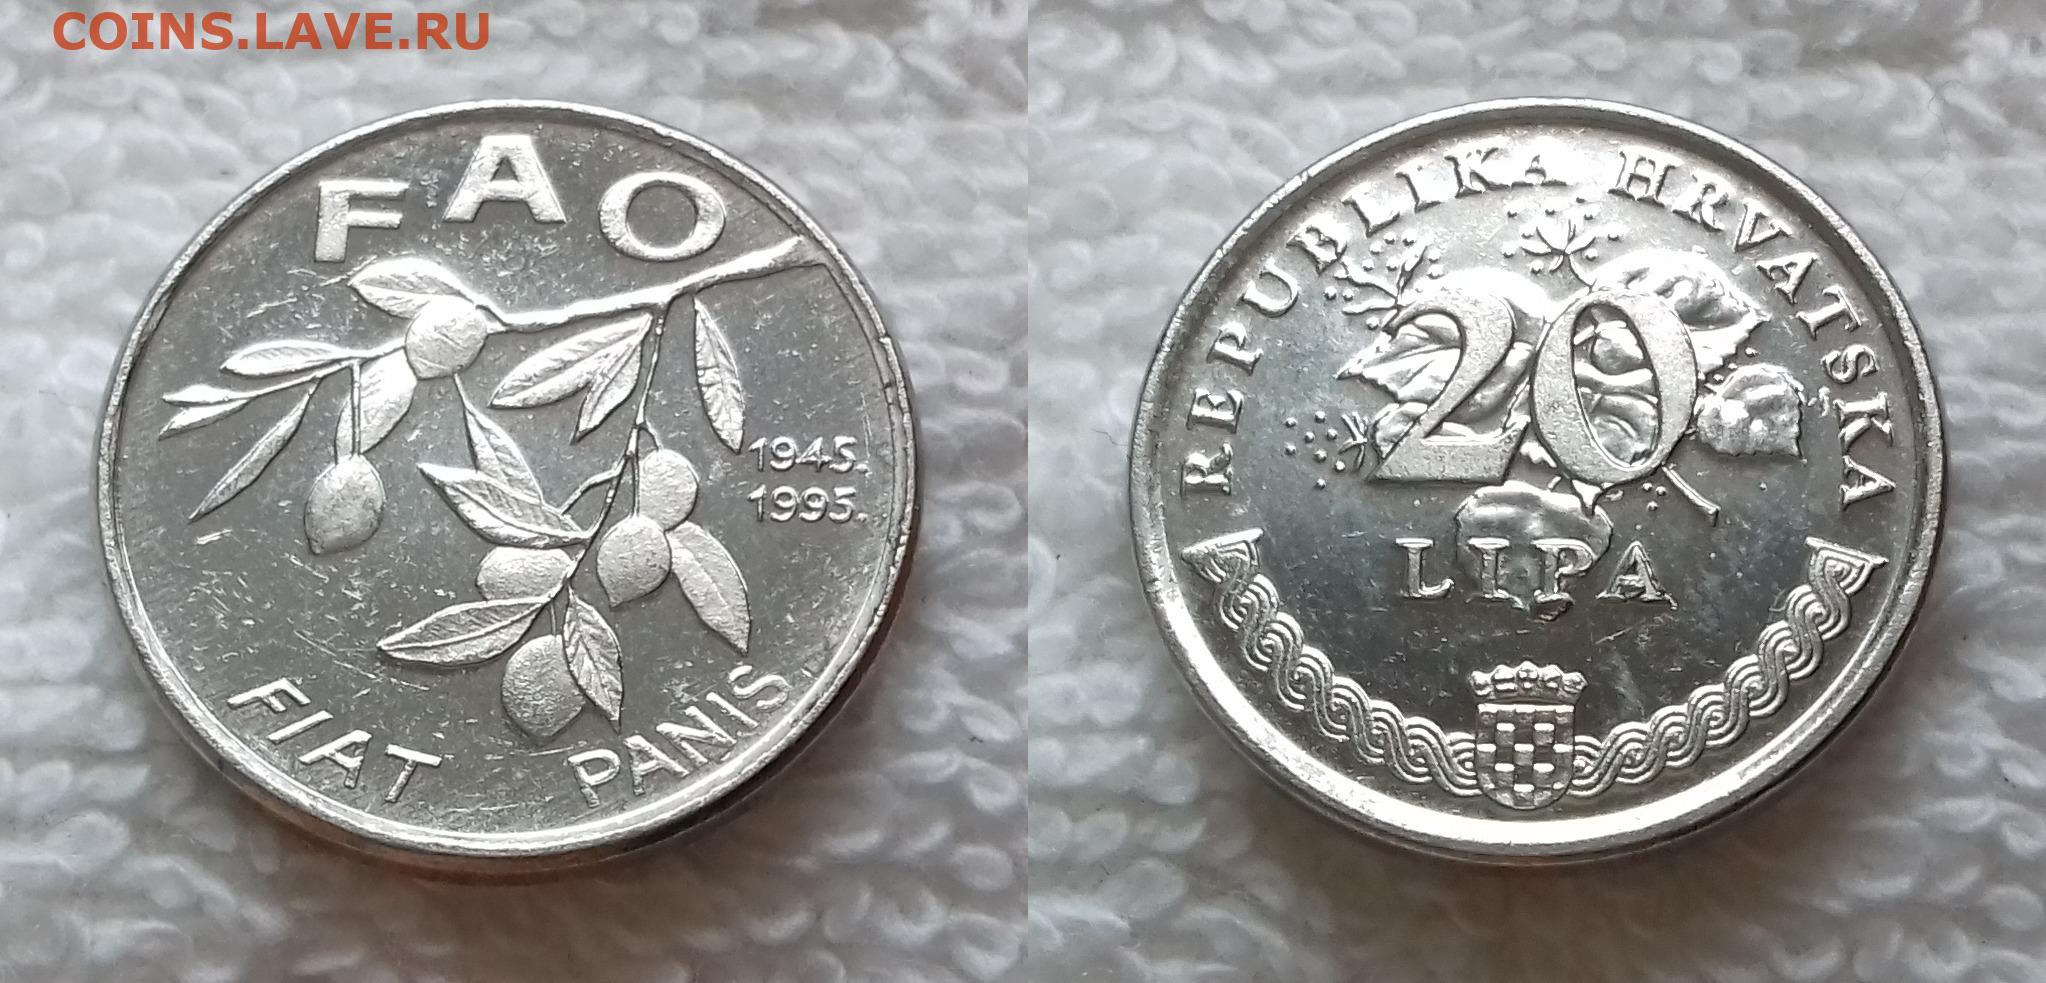 COINS.LAVE.RU
FAO
1945.
1995.
FIAT PANIS
REPUBLIKA HRVATSKA
20
LIPA